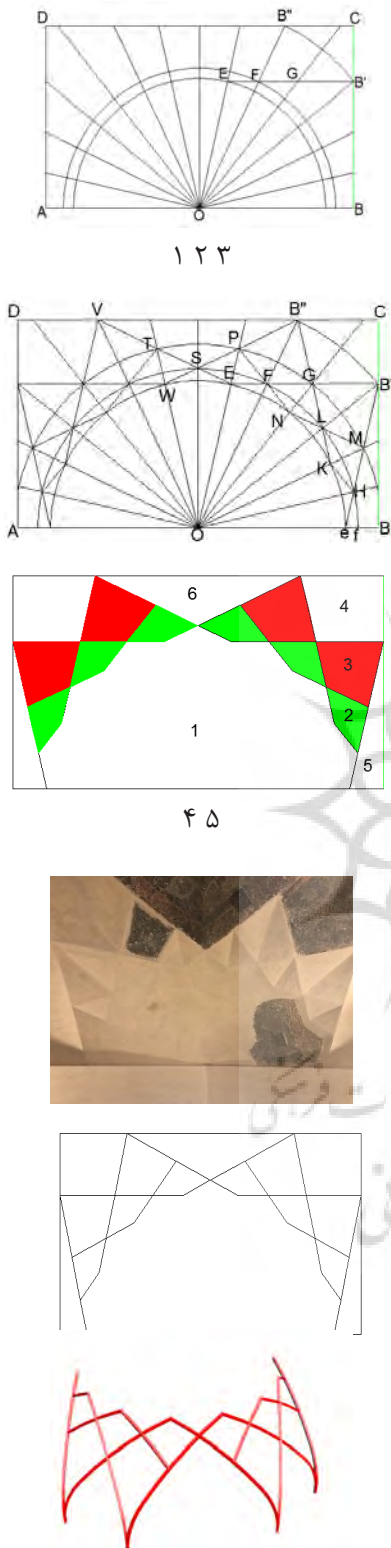 D B" C
E F G B'
A O B
۱ ۲ ۳
D V B" C
T P
S
W E F G B'
N L
K M
H
A O e f B
6 4
3
2
1
5
۴ ۵